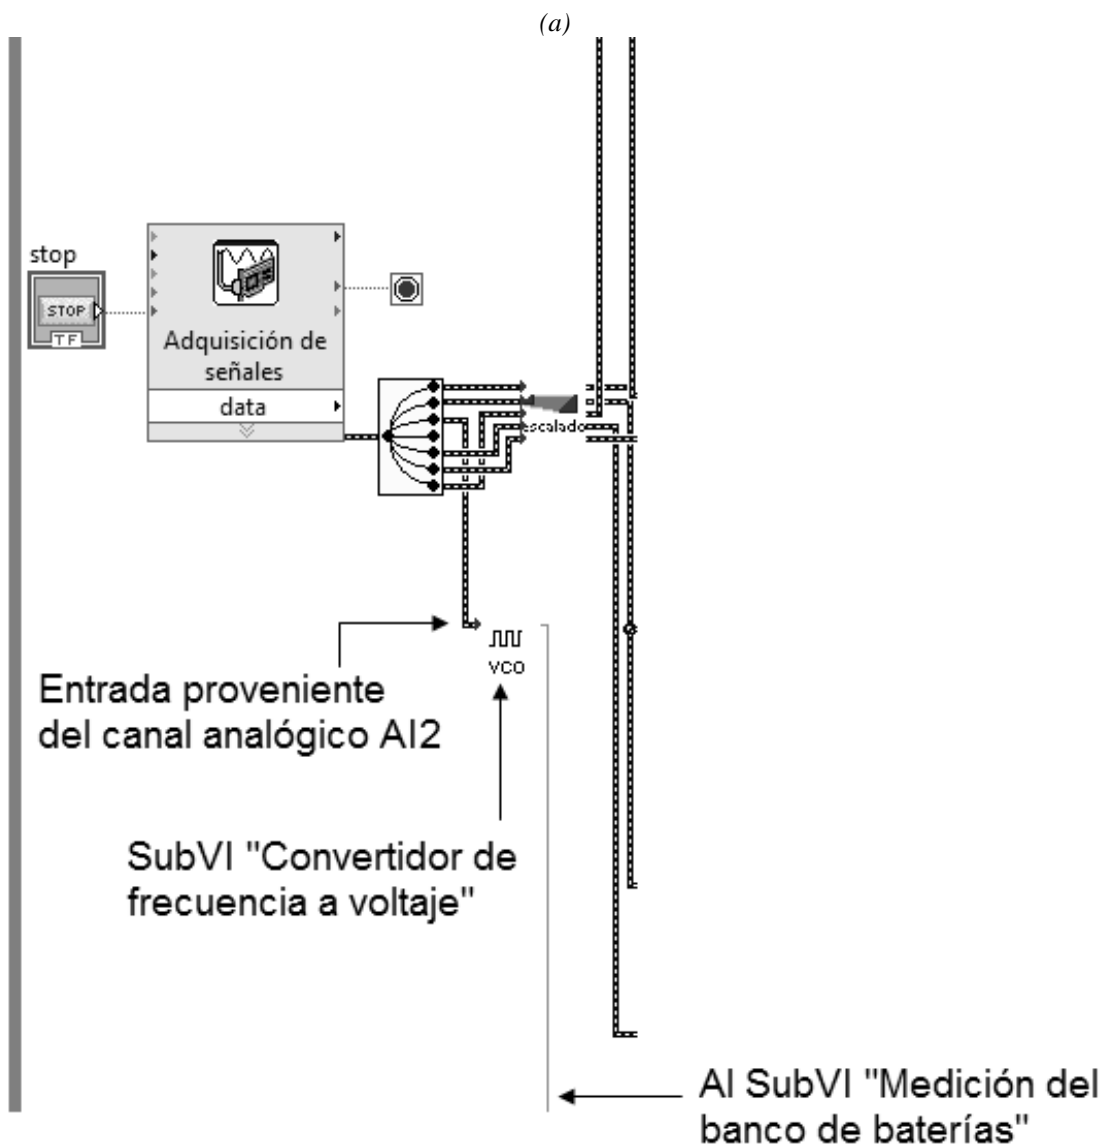 (a)
stop
STOP
TF
Adquisición de
señales
data
escalado
VCO
Entrada proveniente
del canal analógico AI2
SubVI "Convertidor de
frecuencia a voltaje"
Al SubVI "Medición del
banco de baterías"